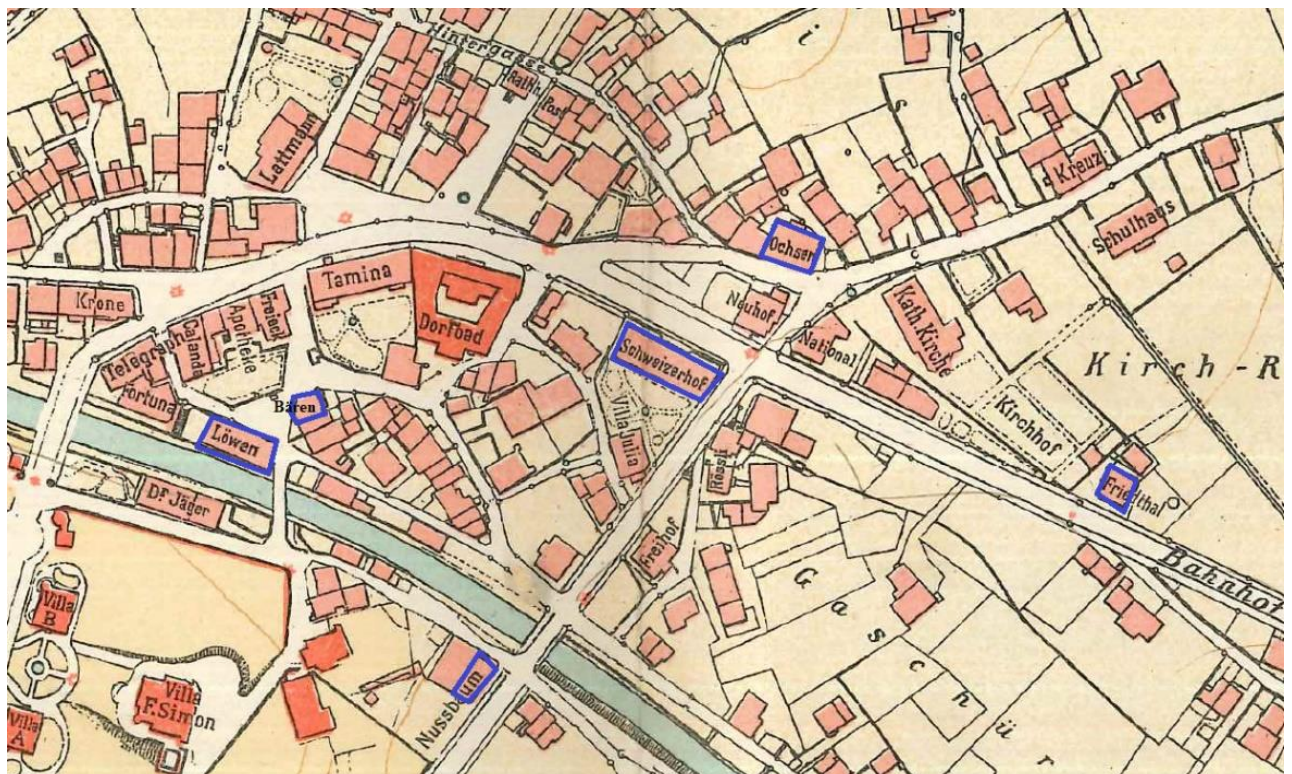 Hintergasse
Rathh.
Post
Lattmann
Kreuz
Schulhaus
Ochsen
Tamina
Krone
Dorfbad
Neuhof
Kath. Kirche
National
Freieck
Apotheke
Calanda
Telegraph
Fortuna
Schweizerhof
Kirch-R
Bären
Löwen
Villa Julia
Kirchhof
Rössli
Friedthal
Dr. Jäger
Freihof
Bahnhof
Gaschür
Villa
B
Nussbaum
Villa
F. Simon
Villa
A